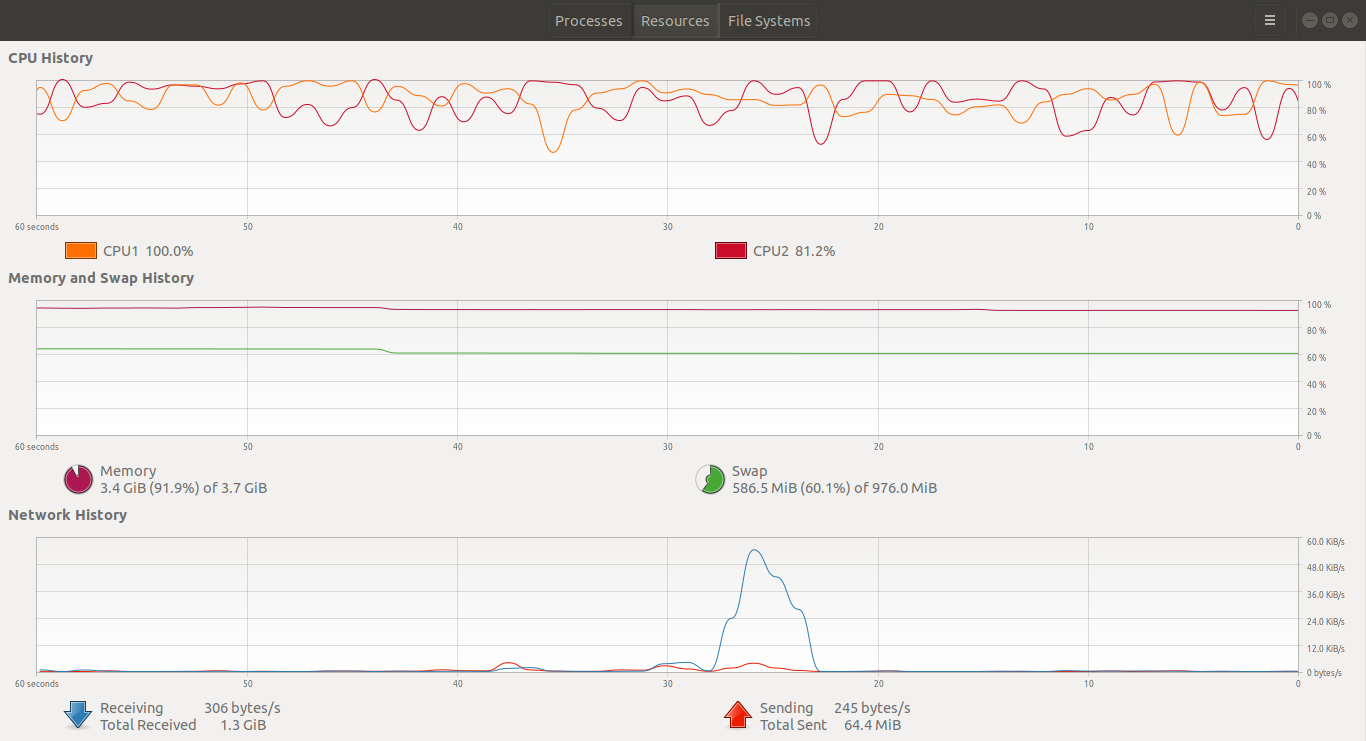 Processes Resources File Systems
CPU History
100 %
80 %
60 %
40 %
20 %
0 %
60 seconds 50 40 30 20 10 0
CPU1 100.0% CPU2 81.2%
Memory and Swap History
100 %
80 %
60 %
40 %
20 %
0 %
60 seconds 50 40 30 20 10 0
Memory
3.4 GiB (91.9%) of 3.7 GiB
Swap
586.5 MiB (60.1%) of 976.0 MiB
Network History
60.0 KiB/s
48.0 KiB/s
36.0 KiB/s
24.0 KiB/s
12.0 KiB/s
0 bytes/s
60 seconds 50 40 30 20 10 0
Receiving 306 bytes/s
Total Received 1.3 GiB
Sending 245 bytes/s
Total Sent 64.4 MiB